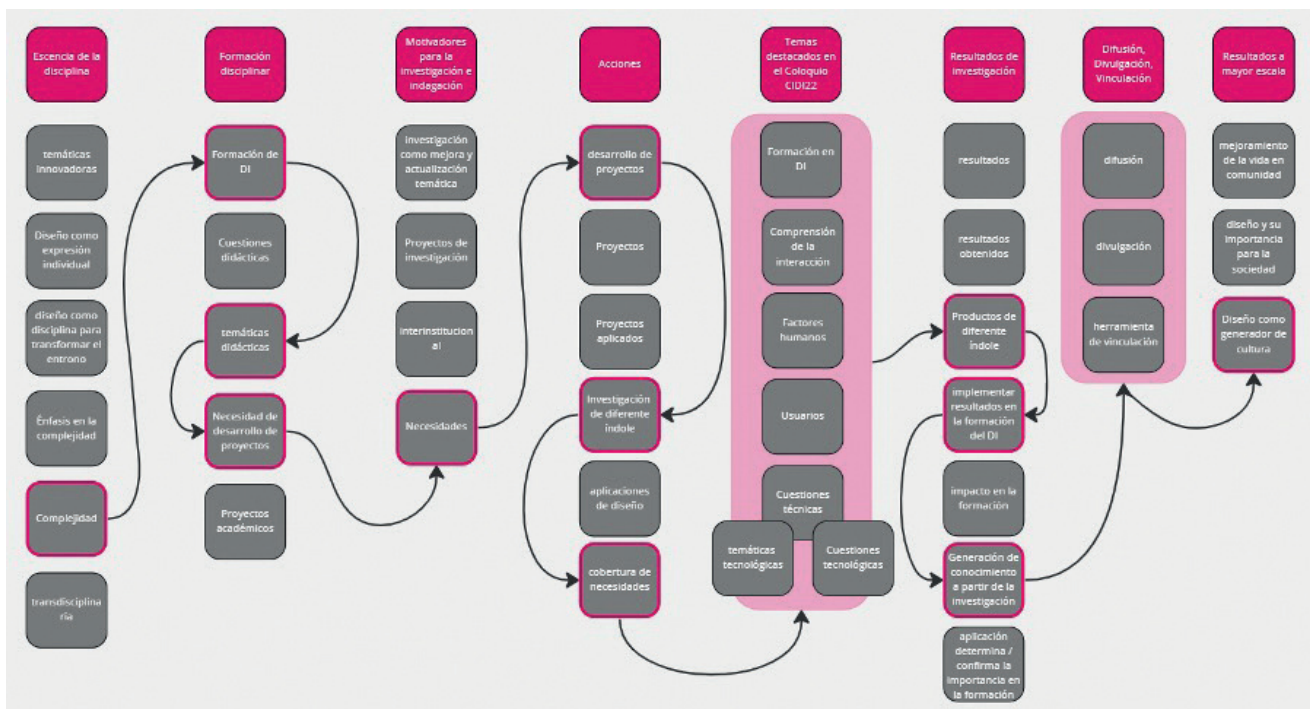 Escencia de la
disciplina
Formación
disciplinar
Motivadores
para la
investigación e
indagación
Acciones
Temas
destacados en
el Coloquio
CIDI22
Resultados de
investigación
Difusión,
Divulgación,
Vinculación
Resultados a
mayor escala
temáticas
innovadoras
Diseño como
expresión
individual
diseño como
disciplina para
transformar el
entrono
Énfasis en la
complejidad
Complejidad
transdisciplina
ría
Formación de
DI
Cuestiones
didácticas
temáticas
didácticas
Necesidad de
desarrollo de
proyectos
Proyectos
académicos
Investigación
como mejora y
actualización
temática
Proyectos de
investigación
interinstitucion
al
Necesidades
desarrollo de
proyectos
Proyectos
Proyectos
aplicados
Investigación
de diferente
índole
aplicaciones
de diseño
cobertura de
necesidades
Formación en
DI
Comprensión
de la
interacción
Factores
humanos
Usuarios
Cuestiones
técnicas
temáticas
tecnológicas
Cuestiones
tecnológicas
resultados
resultados
obtenidos
Productos de
diferente
índole
implementar
resultados en
la formación
del DI
impacto en la
formación
Generación de
conocimiento
a partir de la
investigación
aplicación
determina /
confirma la
importancia en
la formación
difusión
divulgación
herramienta
de vinculación
mejoramiento
de la vida en
comunidad
diseño y su
importancia
para la
sociedad
Diseño como
generador de
cultura